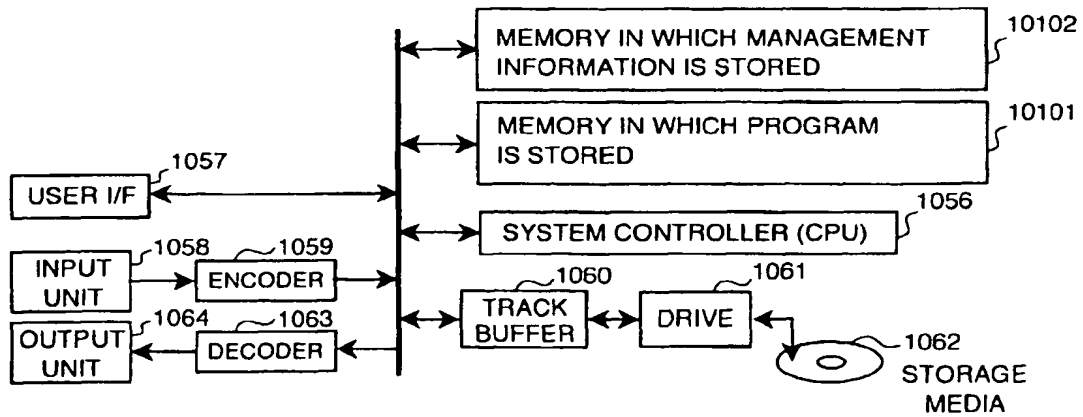 10102
MEMORY IN WHICH MANAGEMENT
INFORMATION IS STORED
10101
MEMORY IN WHICH PROGRAM
IS STORED
1057
USER I/F
1056
SYSTEM CONTROLLER (CPU)
1058
INPUT
UNIT
1059
ENCODER
1060
TRACK
BUFFER
1061
DRIVE
1064
OUTPUT
UNIT
1063
DECODER
1062
STORAGE
MEDIA